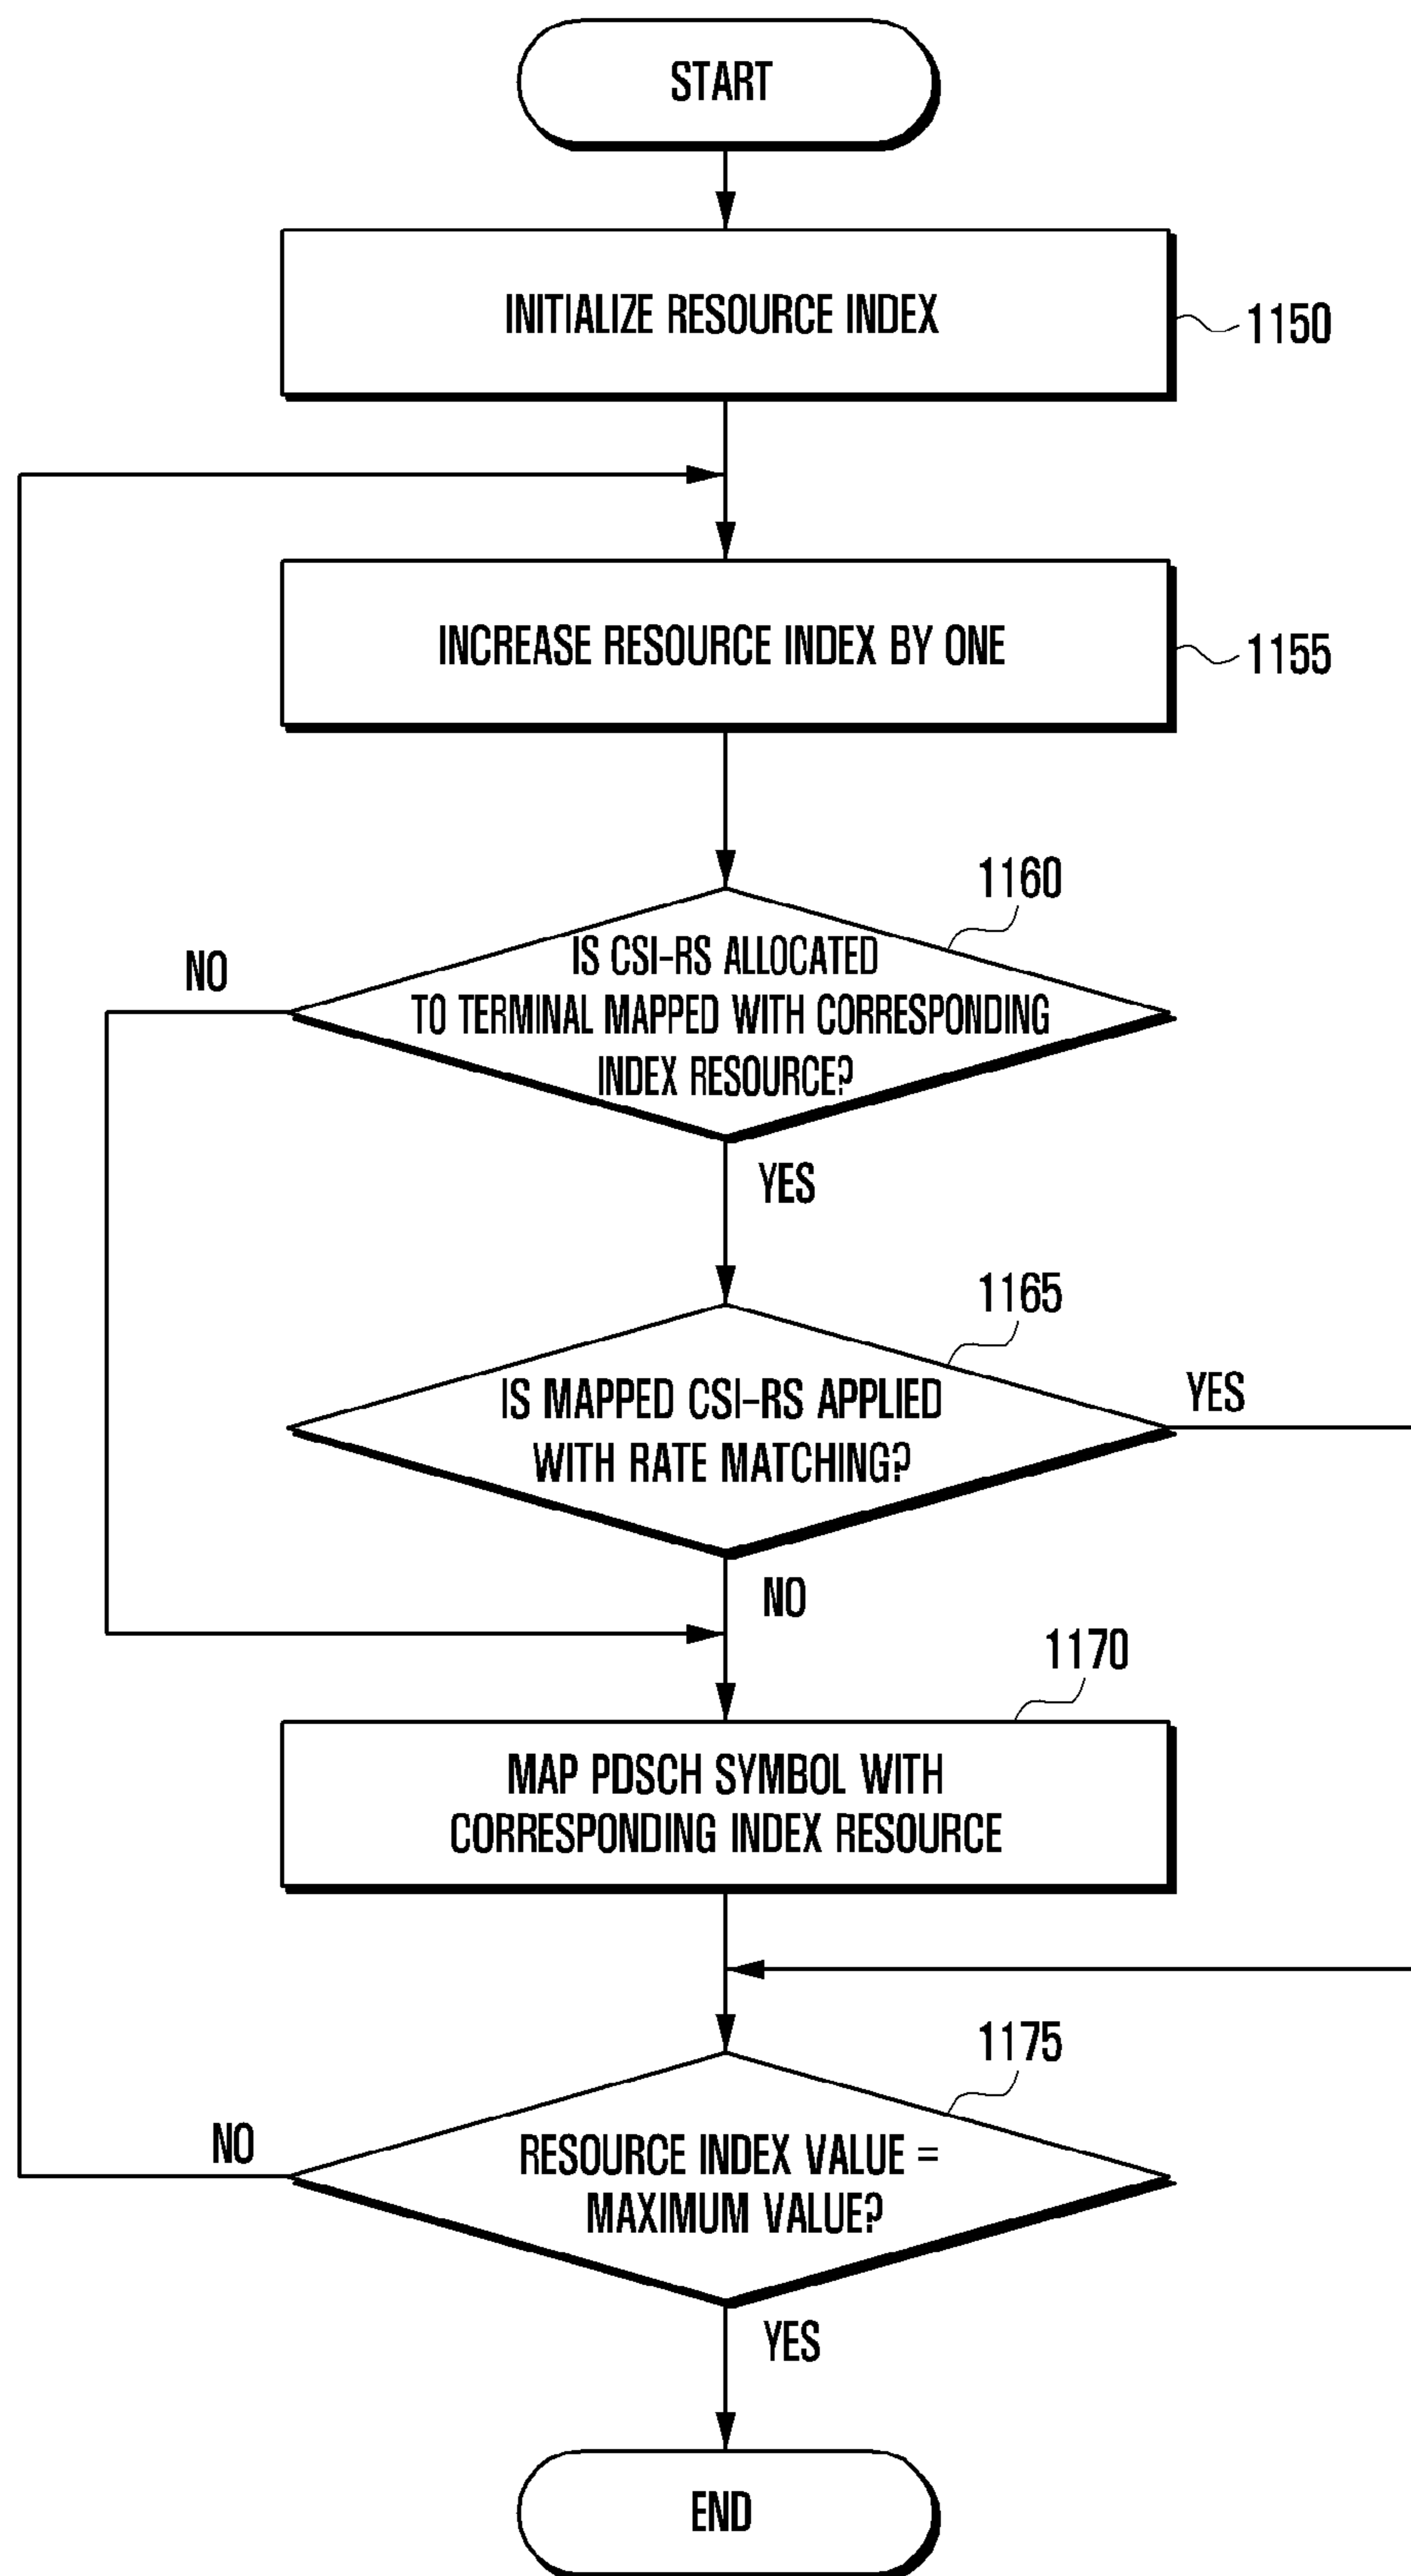 START
INITIALIZE RESOURCE INDEX
1150
INCREASE RESOURCE INDEX BY ONE
1155
1160
IS CSI-RS ALLOCATED
TO TERMINAL MAPPED WITH CORRESPONDING
INDEX RESOURCE?
NO
YES
1165
IS MAPPED CSI-RS APPLIED
WITH RATE MATCHING?
YES
NO
1170
MAP PDSCH SYMBOL WITH
CORRESPONDING INDEX RESOURCE
1175
RESOURCE INDEX VALUE =
MAXIMUM VALUE?
NO
YES
END